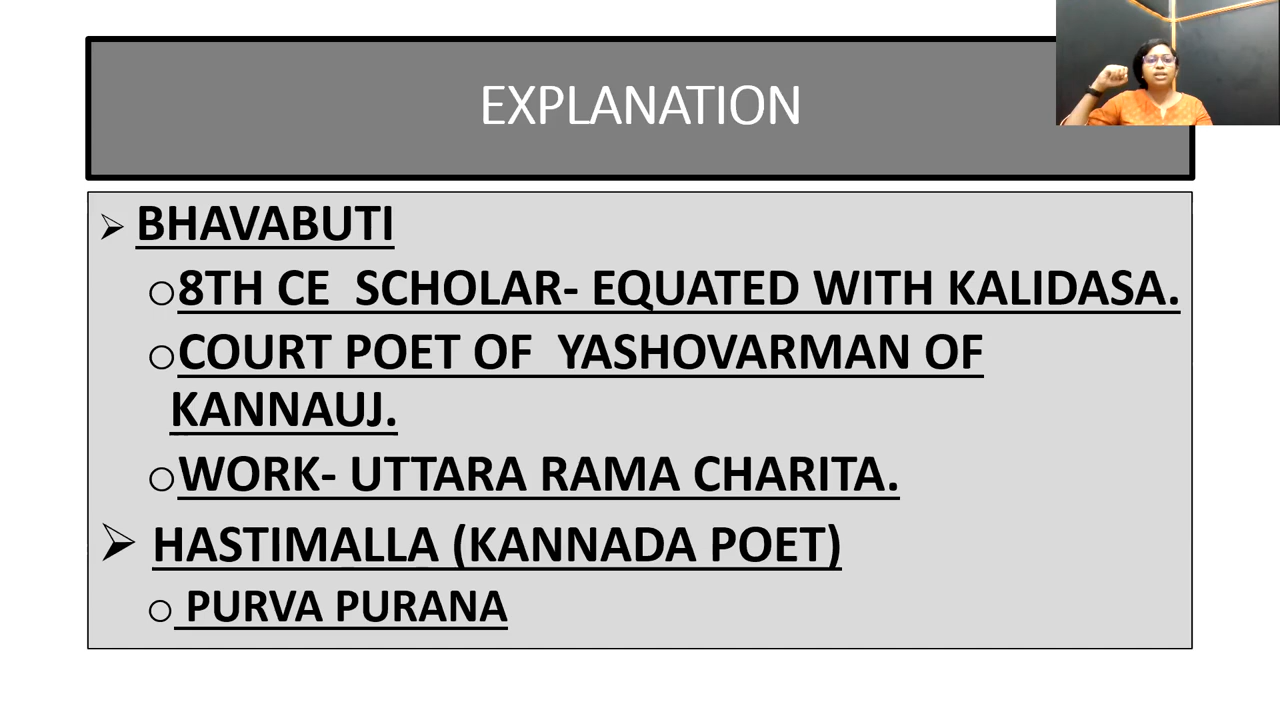 EXPLANATION
BHAVABUTI
8TH CE SCHOLAR- EQUATED WITH KALIDASA.
COURT POET OF YASHOVARMAN OF
KANNAUJ.
WORK- UTTARA RAMA CHARITA.
HASTIMALLA (KANNADA POET)
PURVA PURANA